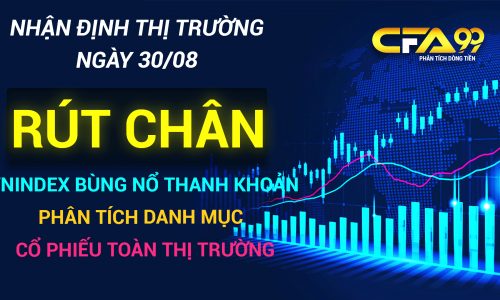 NHẬN ĐỊNH THỊ TRƯỜNG
NGÀY 30/08
CFA99
PHÂN TÍCH DÒNG TIỀN
RÚT CHÂN
VNINDEX BÙNG NỔ THANH KHOẢN
PHÂN TÍCH DANH MỤC
CỔ PHIẾU TOÀN THỊ TRƯỜNG